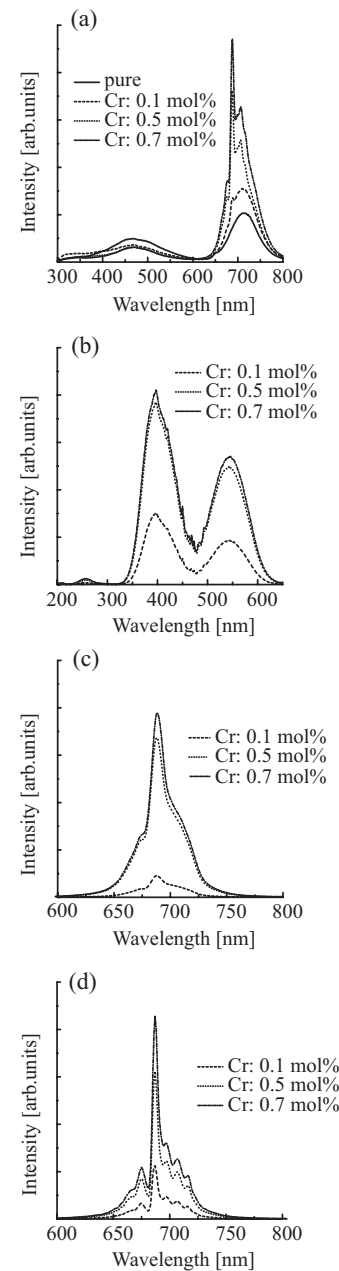 (a)
Intensity [arb.units]
pure
Cr: 0.1 mol%
Cr: 0.5 mol%
Cr: 0.7 mol%
300 400 500 600 700 800
Wavelength [nm]
(b)
Intensity [arb.units]
Cr: 0.1 mol%
Cr: 0.5 mol%
Cr: 0.7 mol%
200 300 400 500 600
Wavelength [nm]
(c)
Intensity [arb.units]
Cr: 0.1 mol%
Cr: 0.5 mol%
Cr: 0.7 mol%
600 650 700 750 800
Wavelength [nm]
(d)
Intensity [arb.units]
Cr: 0.1 mol%
Cr: 0.5 mol%
Cr: 0.7 mol%
600 650 700 750 800
Wavelength [nm]